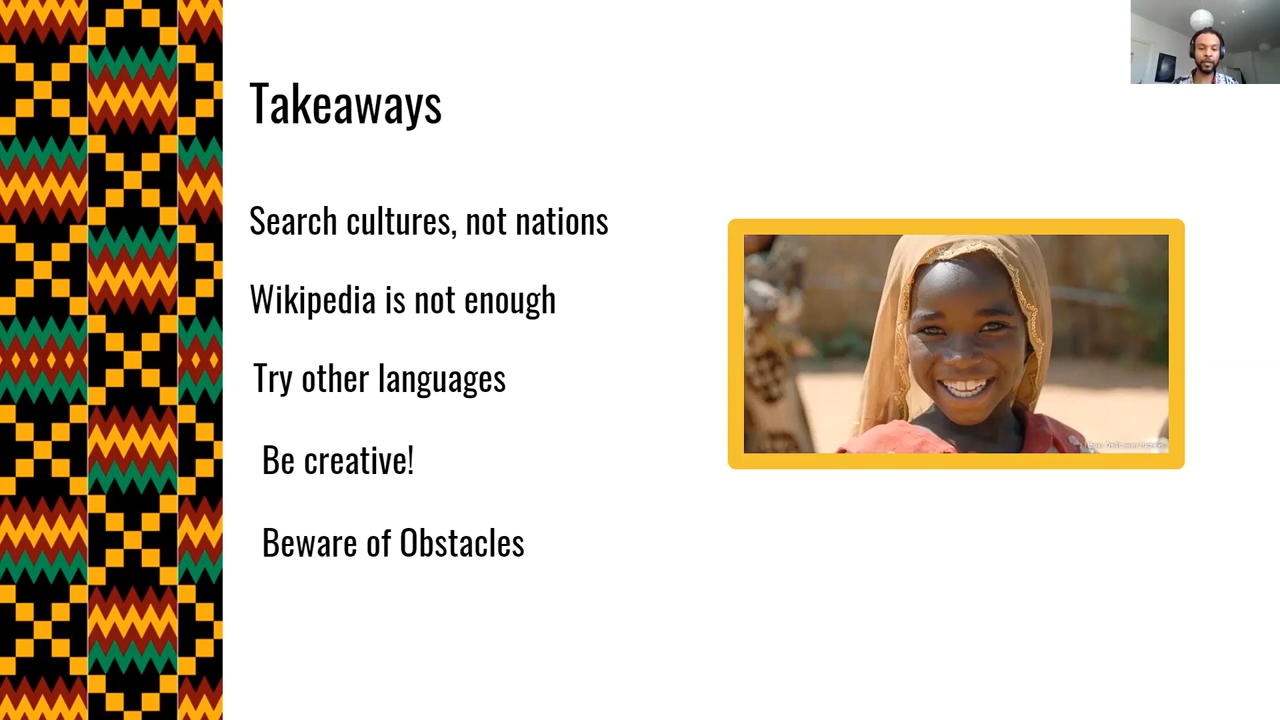 Takeaways
Search cultures, not nations
Wikipedia is not enough
Try other languages
Be creative!
Beware of Obstacles